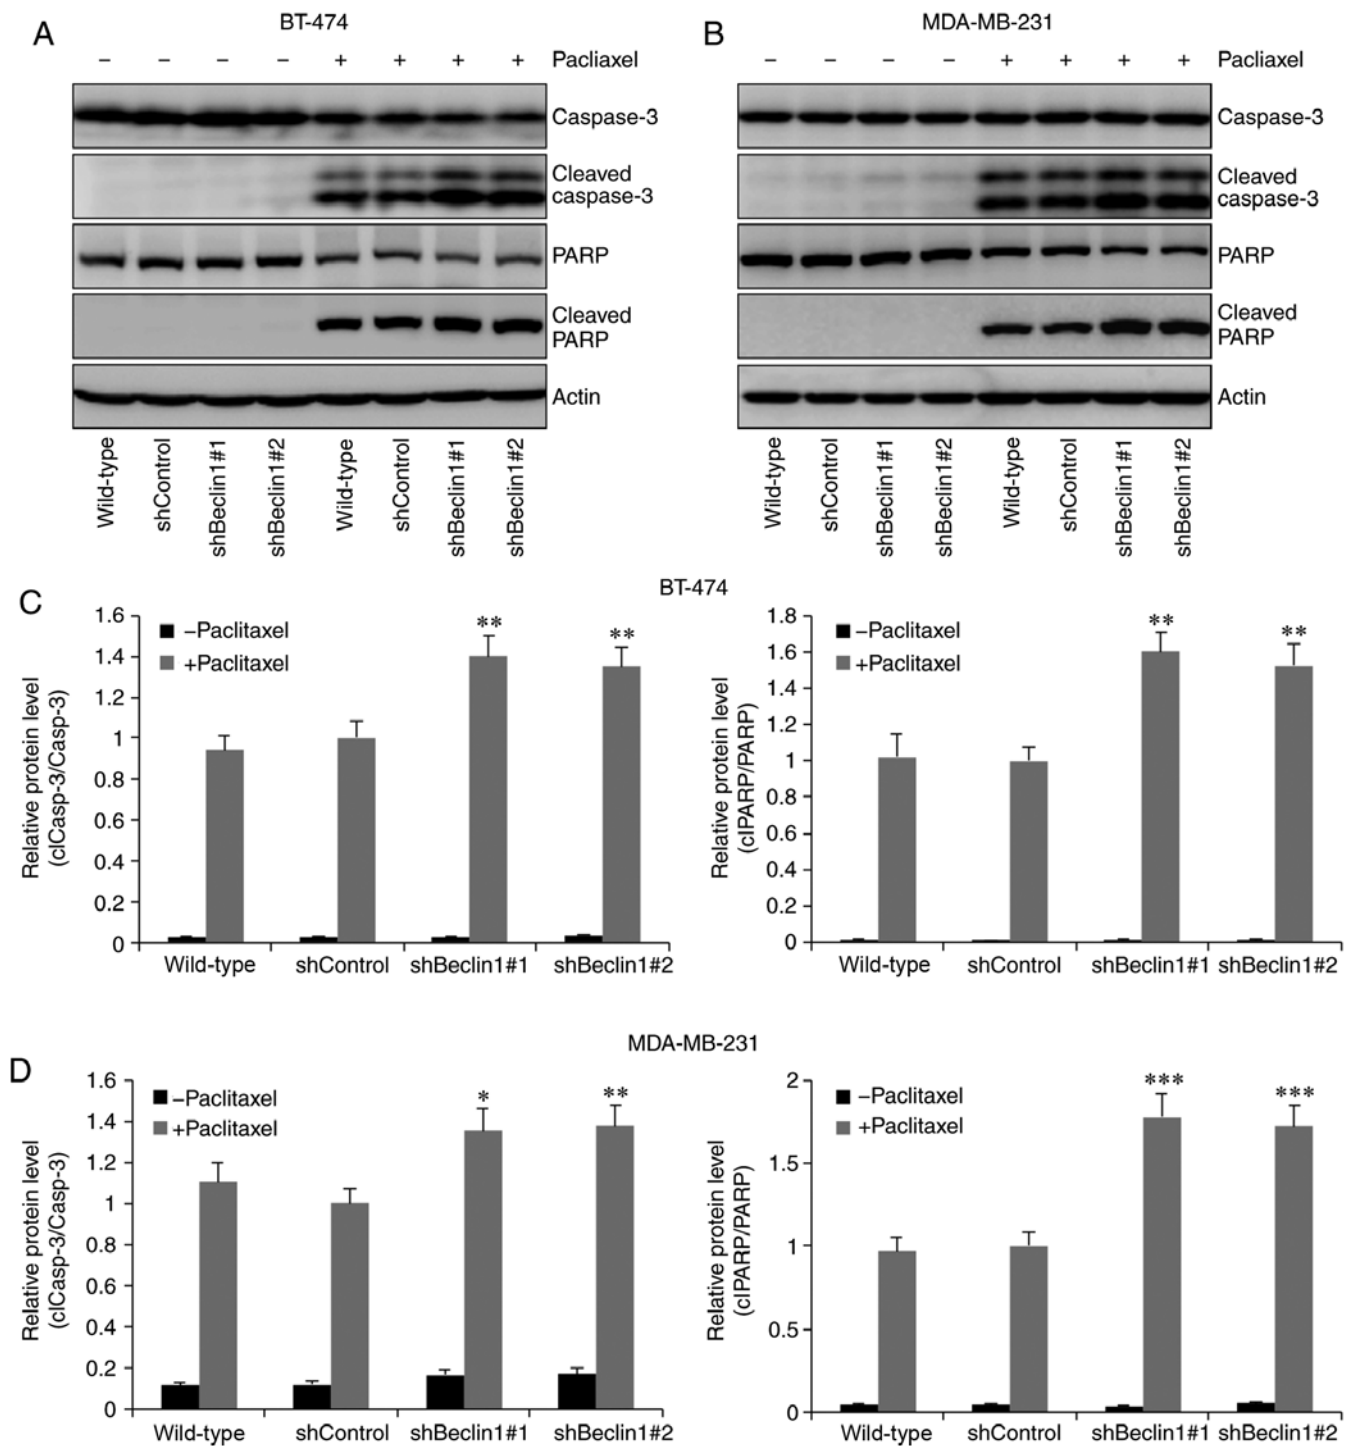 A
BT-474
– – – – + + + + Pacliaxel
Caspase-3
Cleaved
caspase-3
PARP
Cleaved
PARP
Actin
Wild-type
shControl
shBeclin1#1
shBeclin1#2
Wild-type
shControl
shBeclin1#1
shBeclin1#2
B
MDA-MB-231
– – – – + + + + Pacliaxel
Caspase-3
Cleaved
caspase-3
PARP
Cleaved
PARP
Actin
Wild-type
shControl
shBeclin1#1
shBeclin1#2
Wild-type
shControl
shBeclin1#1
shBeclin1#2
C
BT-474
Relative protein level
(clCasp-3/Casp-3)
1.6
1.4
1.2
1
0.8
0.6
0.4
0.2
0
–Paclitaxel
+Paclitaxel
** **
Wild-type shControl shBeclin1#1 shBeclin1#2
Relative protein level
(clPARP/PARP)
1.8
1.6
1.4
1.2
1
0.8
0.6
0.4
0.2
0
–Paclitaxel
+Paclitaxel
** **
Wild-type shControl shBeclin1#1 shBeclin1#2
D
MDA-MB-231
Relative protein level
(clCasp-3/Casp-3)
1.6
1.4
1.2
1
0.8
0.6
0.4
0.2
0
–Paclitaxel
+Paclitaxel
* **
Wild-type shControl shBeclin1#1 shBeclin1#2
Relative protein level
(clPARP/PARP)
2
1.5
1
0.5
0
–Paclitaxel
+Paclitaxel
*** ***
Wild-type shControl shBeclin1#1 shBeclin1#2